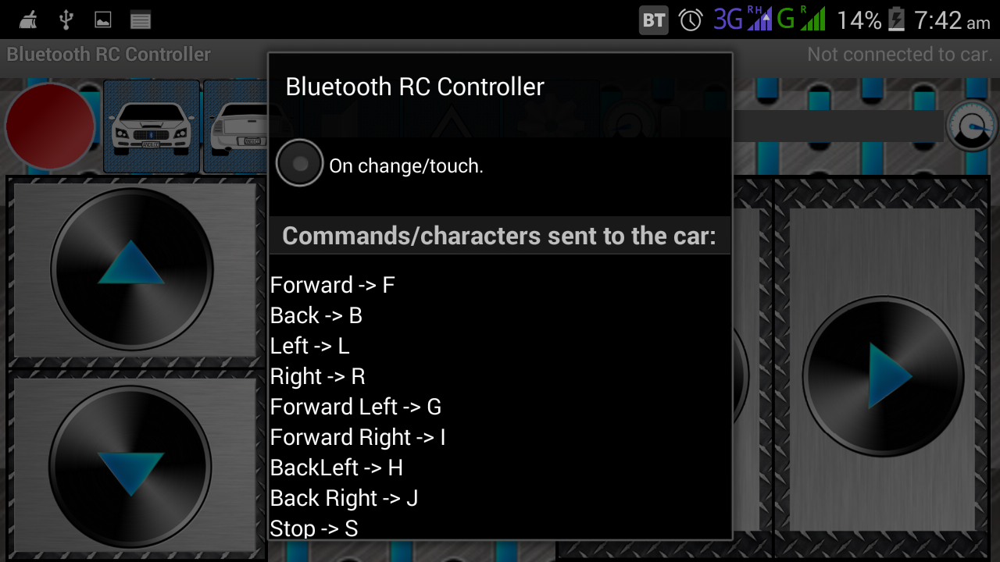 BT 3G RH G R 14% 7:42 am
Bluetooth RC Controller
Not connected to car.
Bluetooth RC Controller
On change/touch.
Commands/characters sent to the car:
Forward -> F
Back -> B
Left -> L
Right -> R
Forward Left -> G
Forward Right -> I
BackLeft -> H
Back Right -> J
Stop -> S